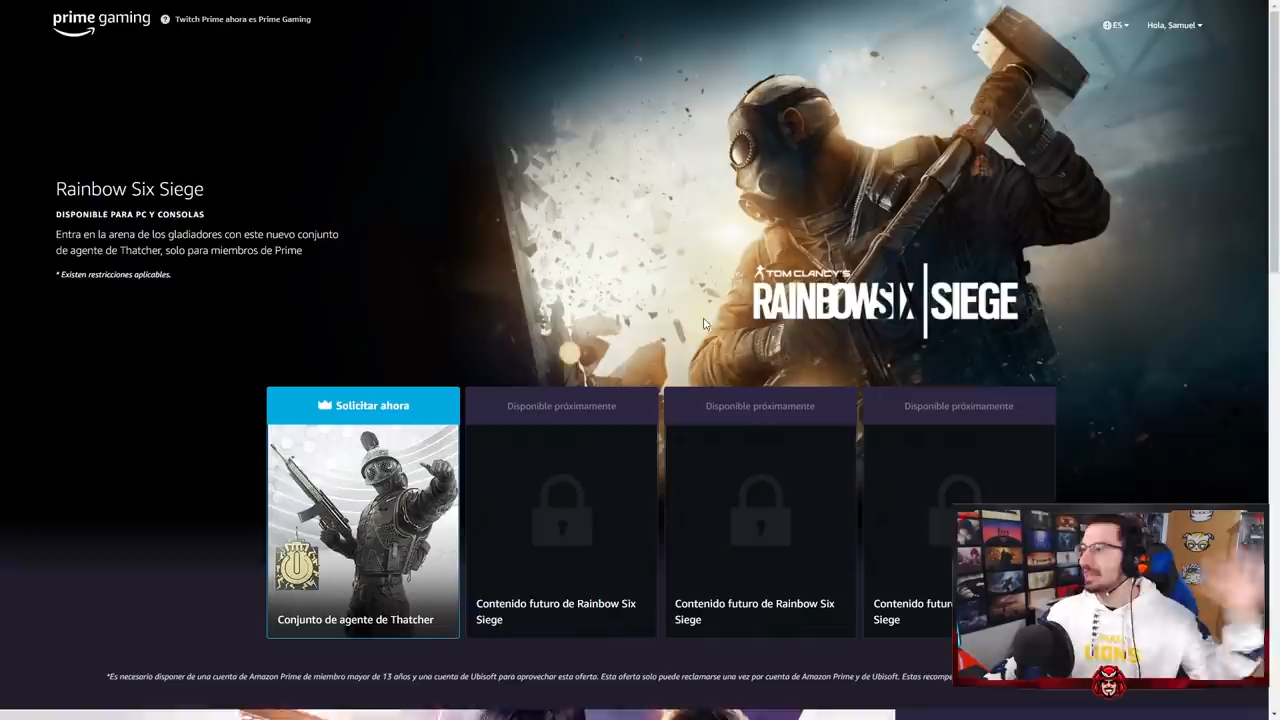 prime gaming
Twitch Prime ahora es Prime Gaming
ES
Hola, Samuel
Rainbow Six Siege
DISPONIBLE PARA PC Y CONSOLAS
Entra en la arena de los gladiadores con este nuevo conjunto
de agente de Thatcher, solo para miembros de Prime
* Existen restricciones aplicables.
TOM CLANCY'S
RAINBOWSIX SIEGE
Solicitar ahora
Disponible próximamente
Disponible próximamente
Disponible próximamente
Conjunto de agente de Thatcher
Contenido futuro de Rainbow Six
Siege
Contenido futuro de Rainbow Six
Siege
Contenido
Siege
*Es necesario disponer de una cuenta de Amazon Prime de miembro mayor de 13 años y una cuenta de Ubisoft para aprovechar esta oferta. Esta oferta solo puede reclamarse una vez por cuenta de Amazon Prime y de Ubisoft. Estas
LIONS